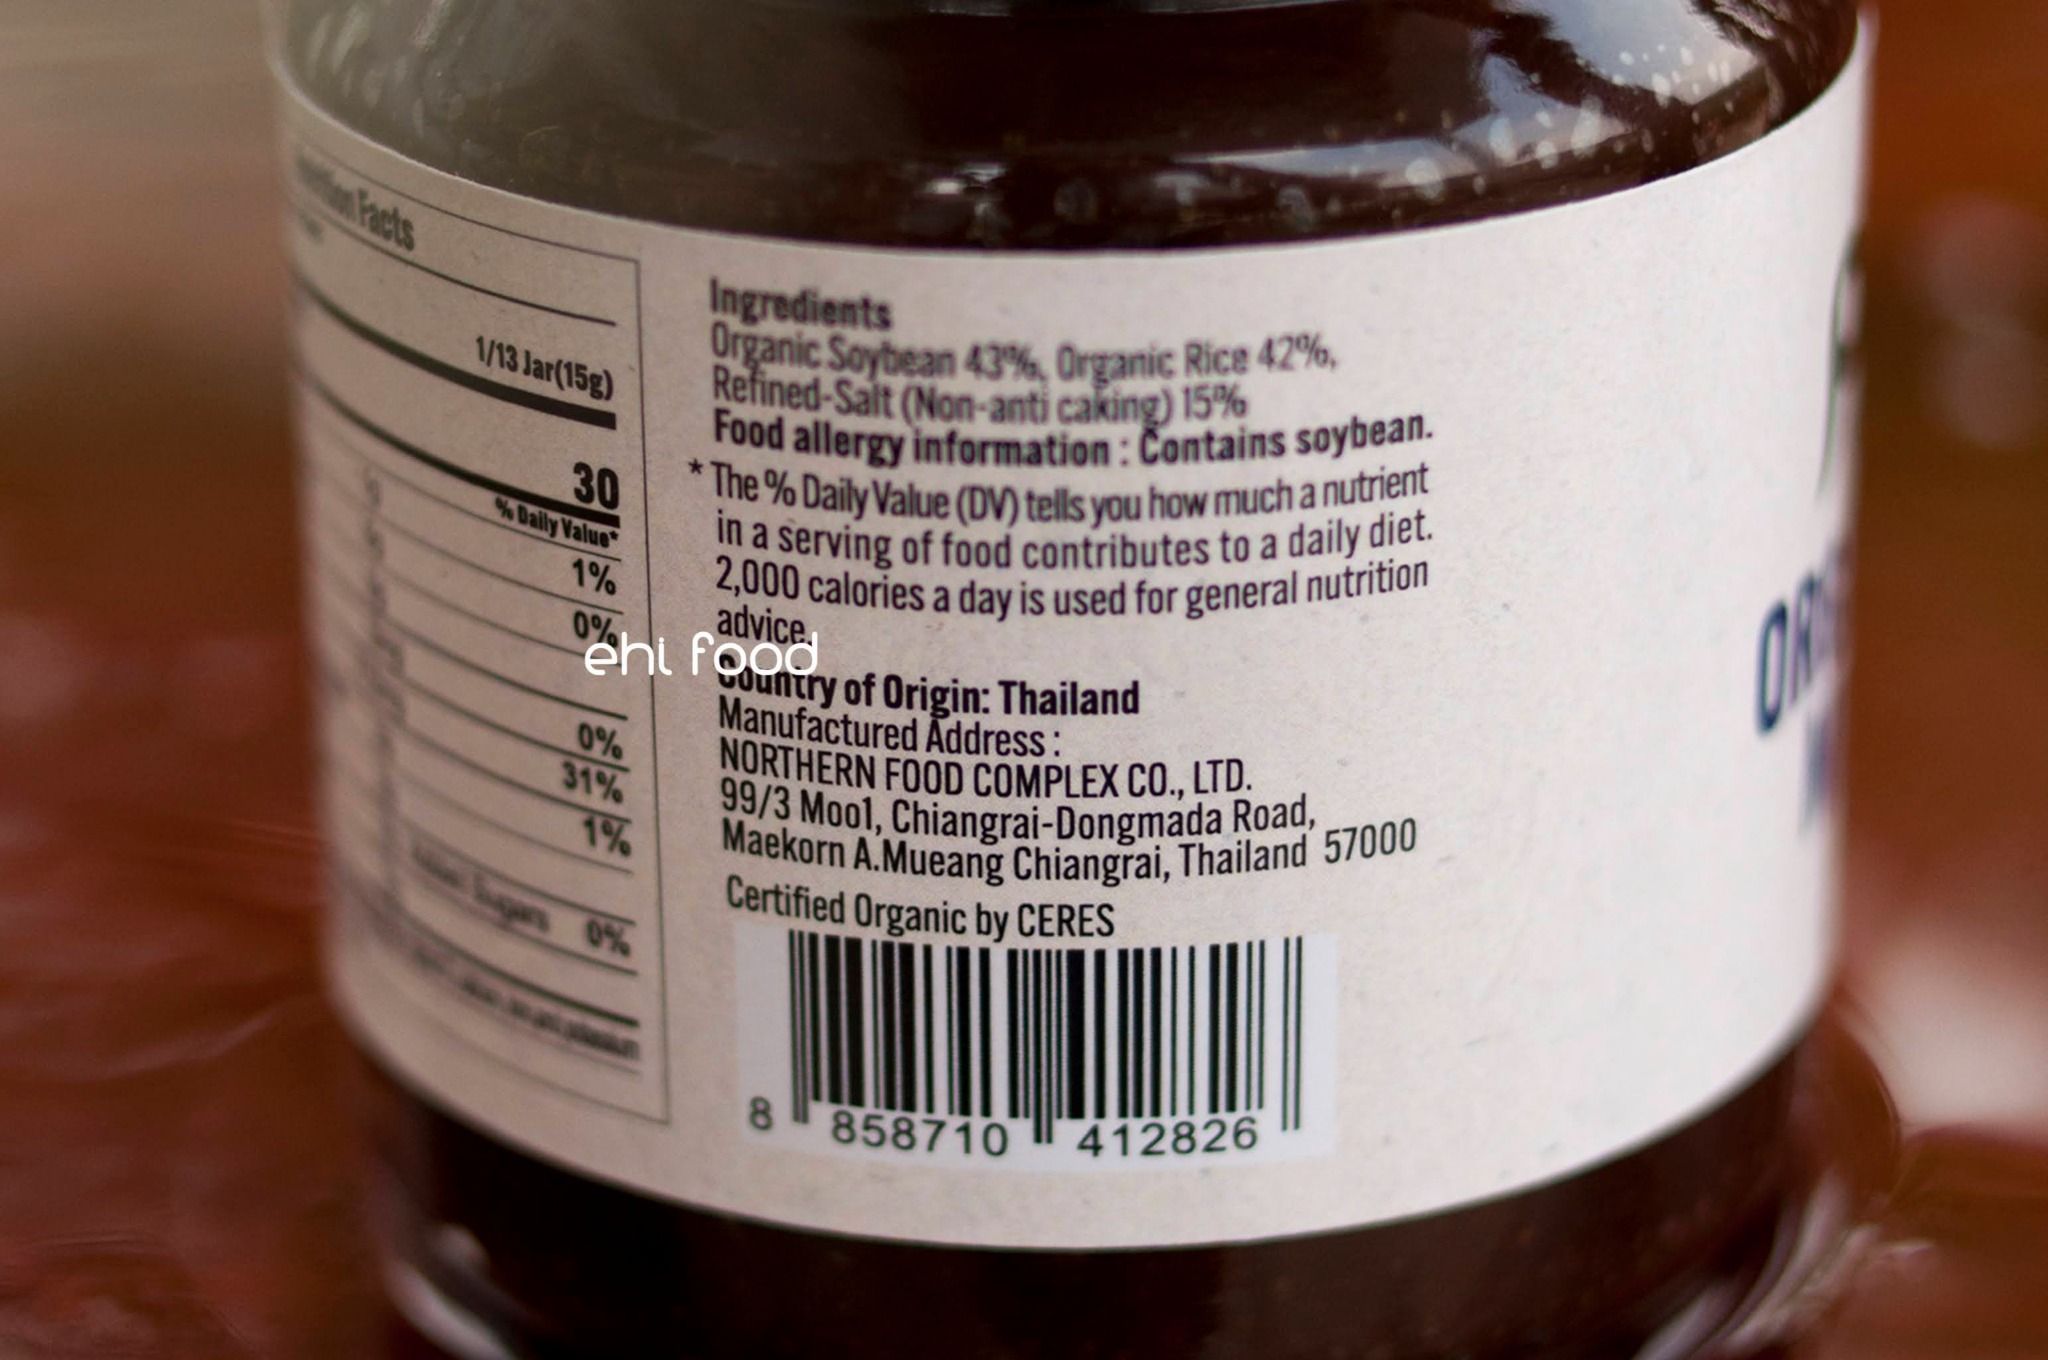 Facts
1/13 Jar(15g)
30
% Daily Value*
1%
0%
0%
31%
1%
Sugars 0%
Ingredients
Organic Soybean 43%, Organic Rice 42%,
Refined-Salt (Non-anti caking) 15%
Food allergy information : Contains soybean.
* The % Daily Value (DV) tells you how much a nutrient
in a serving of food contributes to a daily diet.
2,000 calories a day is used for general nutrition
advice.
ehi food
Country of Origin: Thailand
Manufactured Address :
NORTHERN FOOD COMPLEX CO., LTD.
99/3 Moo1, Chiangrai-Dongmada Road,
Maekorn A.Mueang Chiangrai, Thailand 57000
Certified Organic by CERES
8 858710 412826